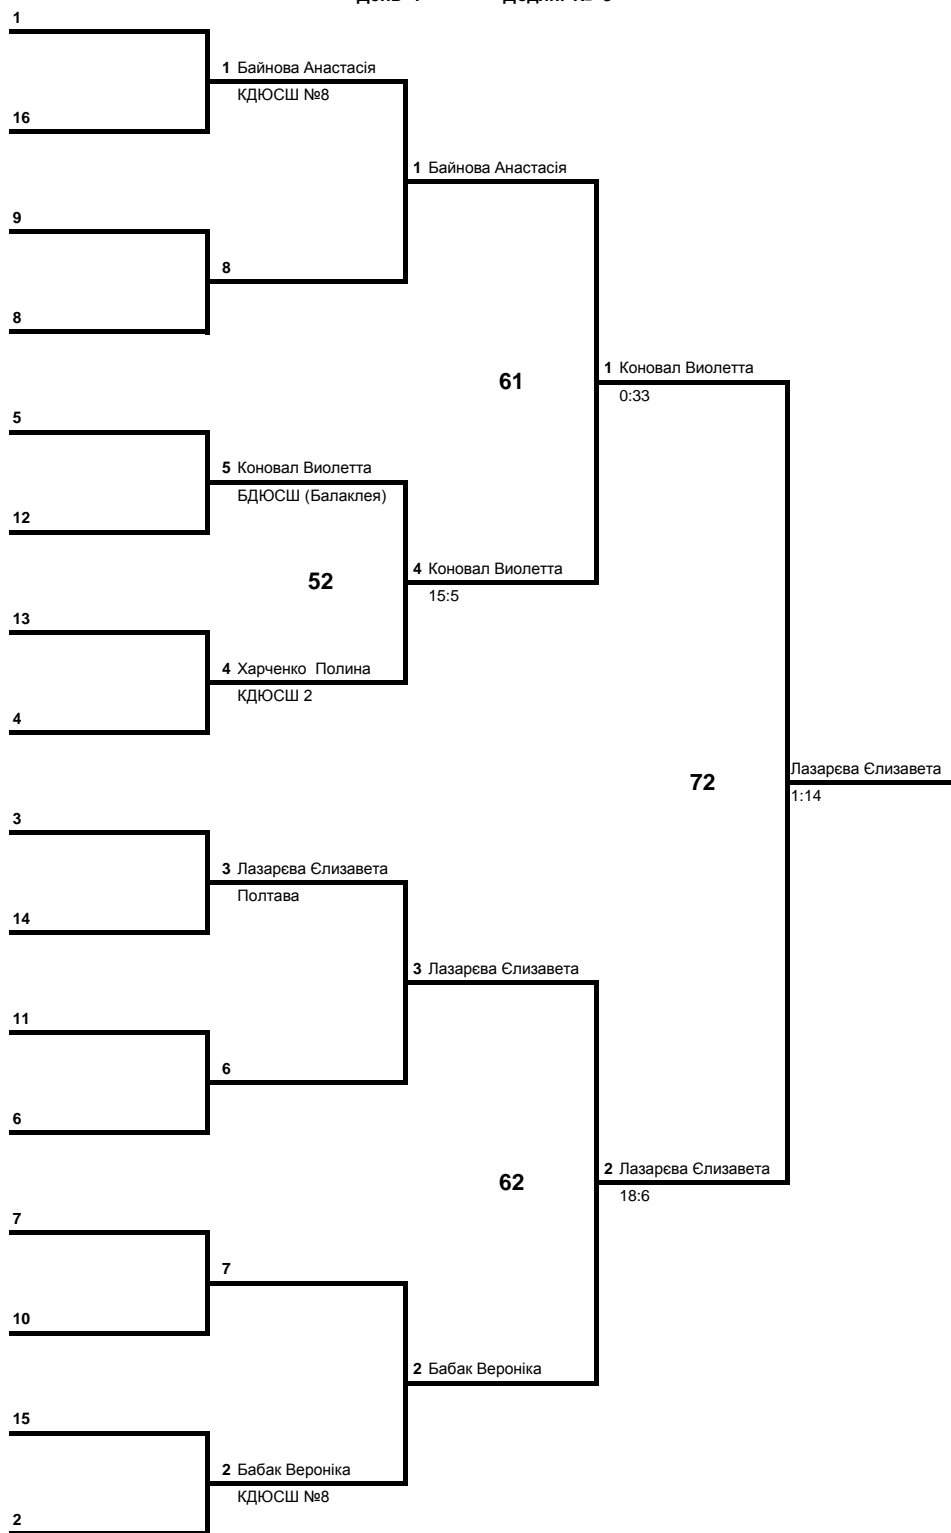 1
1 Байнова Анастасія
КДЮСШ №8
16
1 Байнова Анастасія
9
8
8
61
1 Коновал Виолетта
0:33
5
5 Коновал Виолетта
БДЮСШ (Балаклея)
12
52
4 Коновал Виолетта
15:5
13
4 Харченко Полина
КДЮСШ 2
4
72
Лазарєва Єлизавета
1:14
3
3 Лазарєва Єлизавета
Полтава
14
3 Лазарєва Єлизавета
11
6
6
62
2 Лазарєва Єлизавета
18:6
7
7
10
2 Бабак Вероніка
15
2 Бабак Вероніка
КДЮСШ №8
2